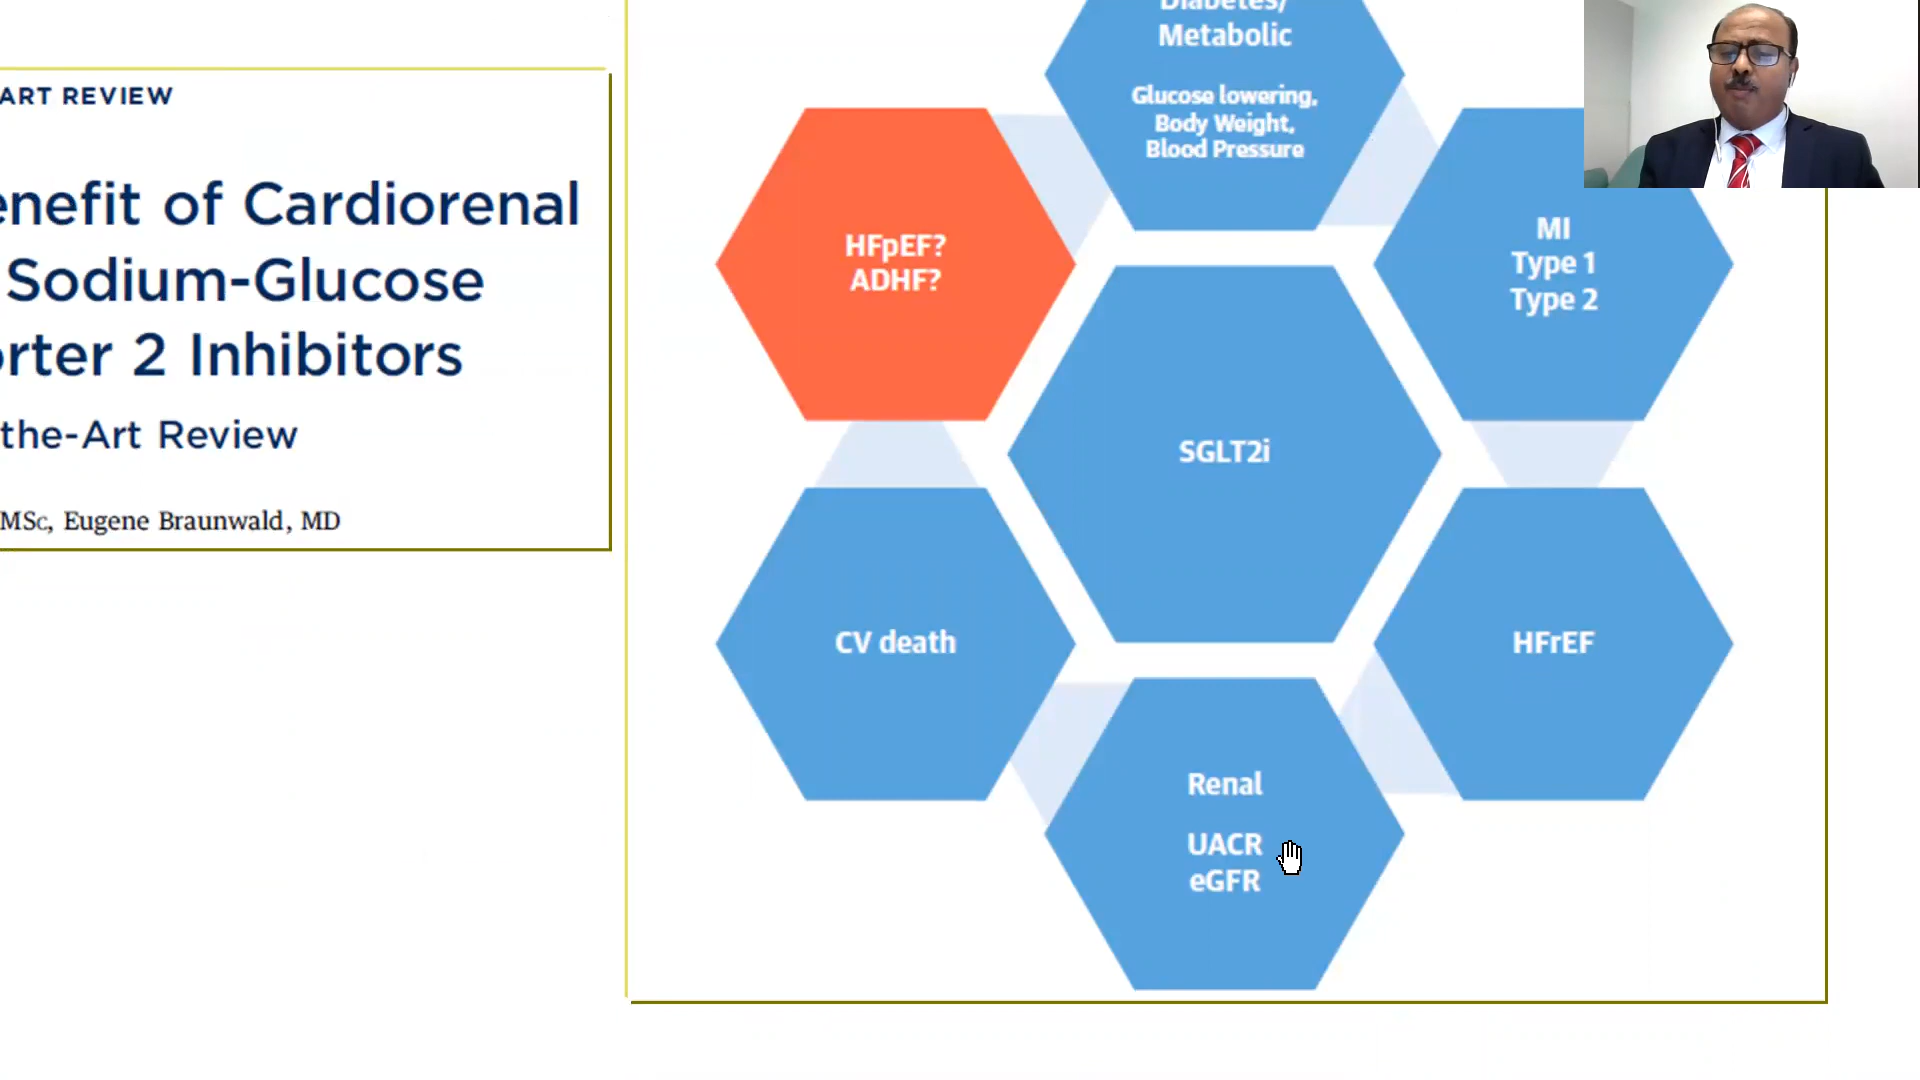 ART REVIEW
enefit of Cardiorenal
Sodium-Glucose
orter 2 Inhibitors
the-Art Review
MSc, Eugene Braunwald, MD
Diabetes/
Metabolic
Glucose lowering,
Body Weight,
Blood Pressure
HFpEF?
ADHF?
MI
Type 1
Type 2
SGLT2i
CV death
HFrEF
Renal
UACR
eGFR